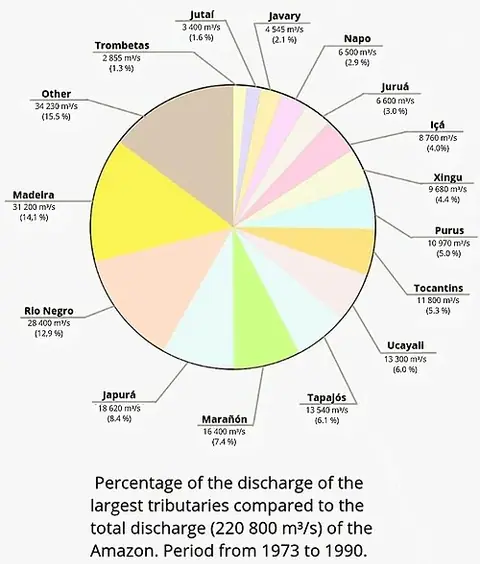 Jutaí
3 400 m³/s
(1.6 %)
Javary
4 545 m³/s
(2.1 %)
Trombetas
2 855 m³/s
(1.3 %)
Napo
6 500 m³/s
(2.9 %)
Other
34 230 m³/s
(15.5 %)
Juruá
6 600 m³/s
(3.0 %)
Içá
8 760 m³/s
(4.0%)
Xingu
9 680 m³/s
(4.4 %)
Madeira
31 200 m³/s
(14,1 %)
Purus
10 970 m³/s
(5.0 %)
Tocantins
11 800 m³/s
(5.3 %)
Rio Negro
28 400 m³/s
(12,9 %)
Ucayali
13 300 m³/s
(6.0 %)
Japurá
18 620 m³/s
(8.4 %)
Tapajós
13 540 m³/s
(6.1 %)
Marañón
16 400 m³/s
(7.4 %)
Percentage of the discharge of the
largest tributaries compared to the
total discharge (220 800 m³/s) of the
Amazon. Period from 1973 to 1990.